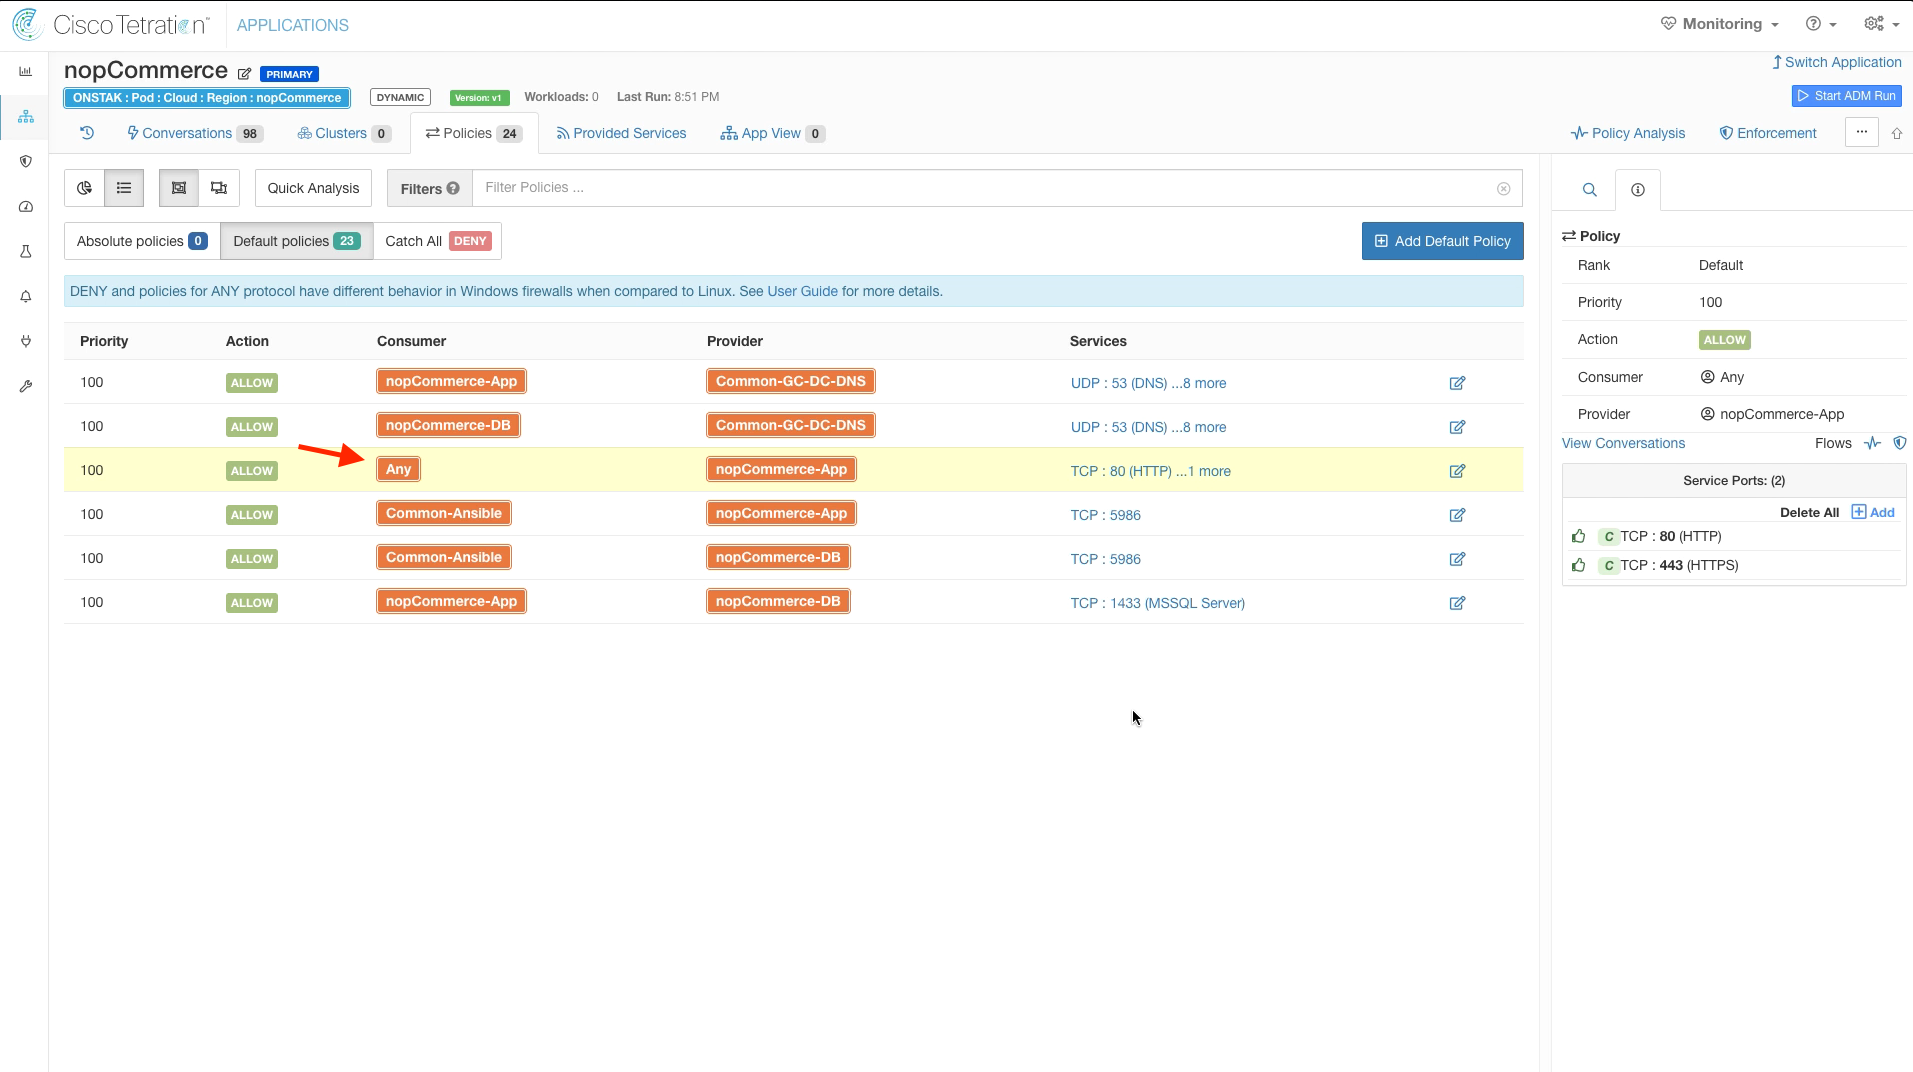 Cisco Tetration™ APPLICATIONS Monitoring
nopCommerce PRIMARY Switch Application
ONSTAK : Pod : Cloud : Region : nopCommerce DYNAMIC Version: v1 Workloads: 0 Last Run: 8:51 PM Start ADM Run
Conversations 98 Clusters 0 Policies 24 Provided Services App View 0 Policy Analysis Enforcement ...
Quick Analysis Filters ? Filter Policies ...
Absolute policies 0 Default policies 23 Catch All DENY Add Default Policy
DENY and policies for ANY protocol have different behavior in Windows firewalls when compared to Linux. See User Guide for more details.
Priority Action Consumer Provider Services
100 ALLOW nopCommerce-App Common-GC-DC-DNS UDP : 53 (DNS) ...8 more
100 ALLOW nopCommerce-DB Common-GC-DC-DNS UDP : 53 (DNS) ...8 more
100 ALLOW Any nopCommerce-App TCP : 80 (HTTP) ...1 more
100 ALLOW Common-Ansible nopCommerce-App TCP : 5986
100 ALLOW Common-Ansible nopCommerce-DB TCP : 5986
100 ALLOW nopCommerce-App nopCommerce-DB TCP : 1433 (MSSQL Server)
Policy
Rank Default
Priority 100
Action ALLOW
Consumer Any
Provider nopCommerce-App
View Conversations Flows
Service Ports: (2)
Delete All Add
C TCP : 80 (HTTP)
C TCP : 443 (HTTPS)